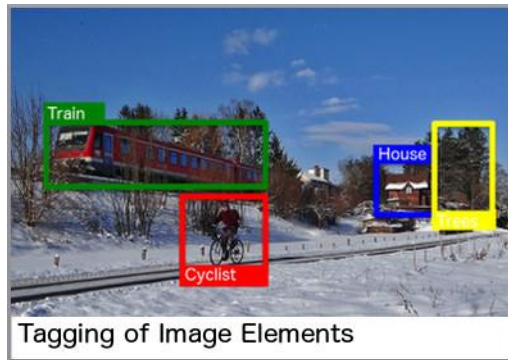 Train
House
Trees
Cyclist
Tagging of Image Elements